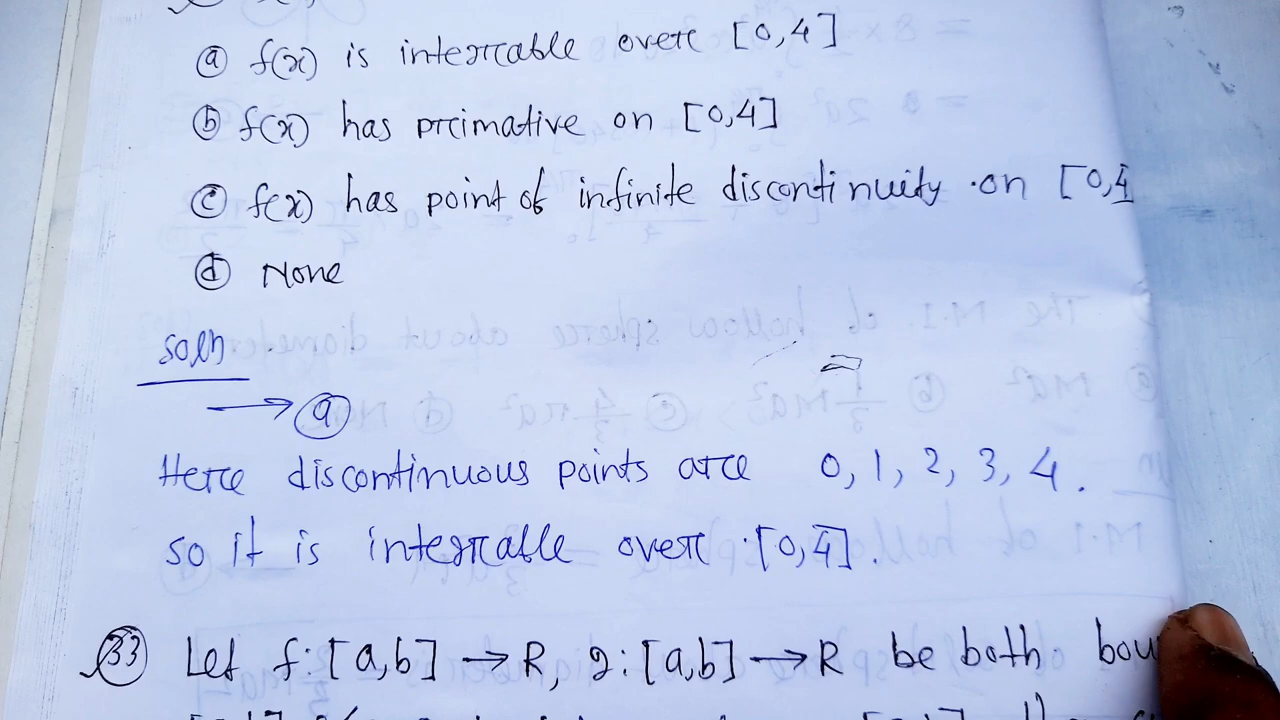 ⓐ f(x) is integrable over [0,4]
ⓑ f(x) has primative on [0,4]
ⓒ f(x) has point of infinite discontinuity on [0,4
ⓓ None
soln
→ ⓐ
Here discontinuous points are 0, 1, 2, 3, 4.
so it is integrable over [0,4].
33 Let f:[a,b] → R, g:[a,b] → R be both bou